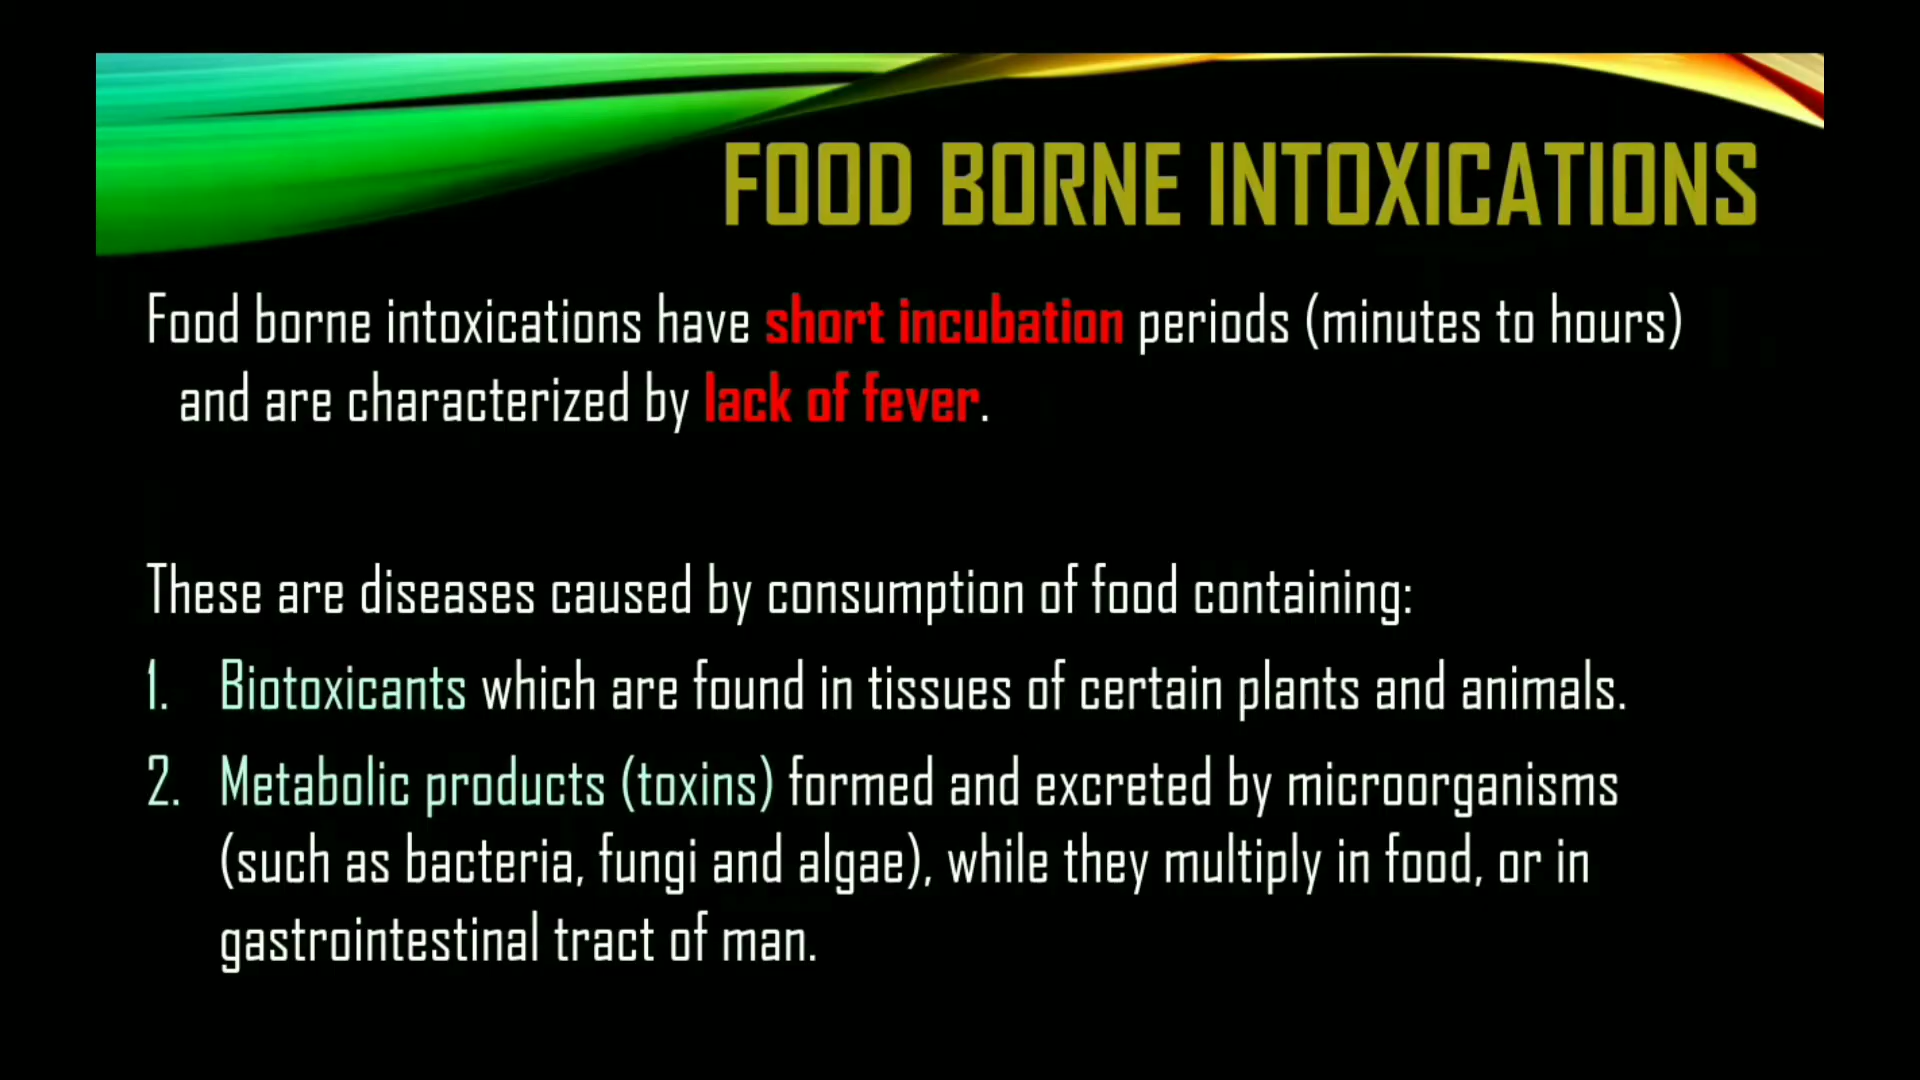 FOOD BORNE INTOXICATIONS
Food borne intoxications have short incubation periods (minutes to hours)
and are characterized by lack of fever.
These are diseases caused by consumption of food containing:
1. Biotoxicants which are found in tissues of certain plants and animals.
2. Metabolic products (toxins) formed and excreted by microorganisms
(such as bacteria, fungi and algae), while they multiply in food, or in
gastrointestinal tract of man.